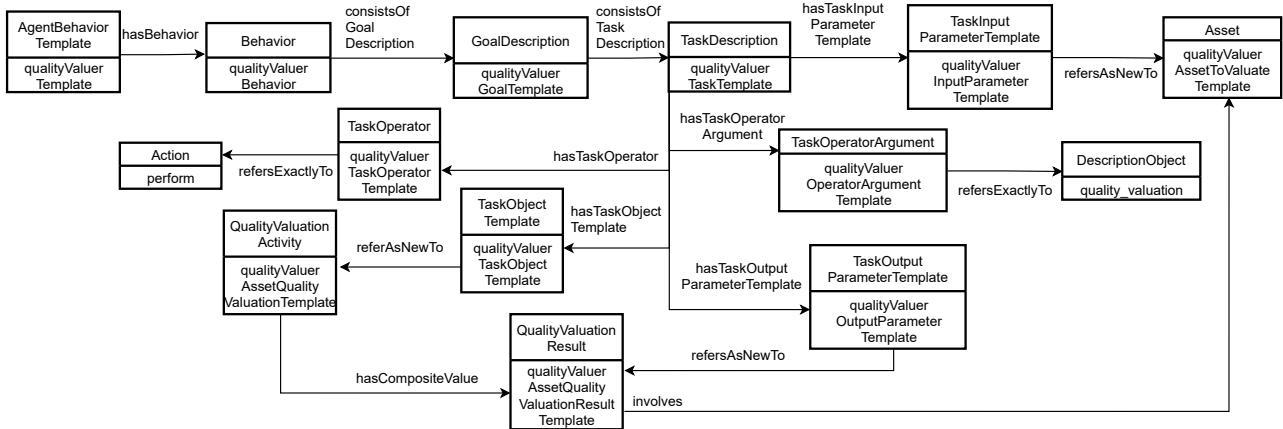 AgentBehavior
Template
qualityValuer
Template
hasBehavior
Behavior
qualityValuer
Behavior
consistsOf
Goal
Description
GoalDescription
qualityValuer
GoalTemplate
consistsOf
Task
Description
TaskDescription
qualityValuer
TaskTemplate
hasTaskInput
Parameter
Template
TaskInput
ParameterTemplate
qualityValuer
InputParameter
Template
refersAsNewTo
Asset
qualityValuer
AssetToValuate
Template
hasTaskOperator
Argument
TaskOperatorArgument
qualityValuer
OperatorArgument
Template
refersExactlyTo
DescriptionObject
quality_valuation
TaskOperator
qualityValuer
TaskOperator
Template
hasTaskOperator
refersExactlyTo
Action
perform
TaskObject
Template
qualityValuer
TaskObject
Template
hasTaskObject
Template
referAsNewTo
QualityValuation
Activity
qualityValuer
AssetQuality
ValuationTemplate
hasTaskOutput
ParameterTemplate
TaskOutput
ParameterTemplate
qualityValuer
OutputParameter
Template
refersAsNewTo
QualityValuation
Result
qualityValuer
AssetQuality
ValuationResult
Template
hasCompositeValue
involves